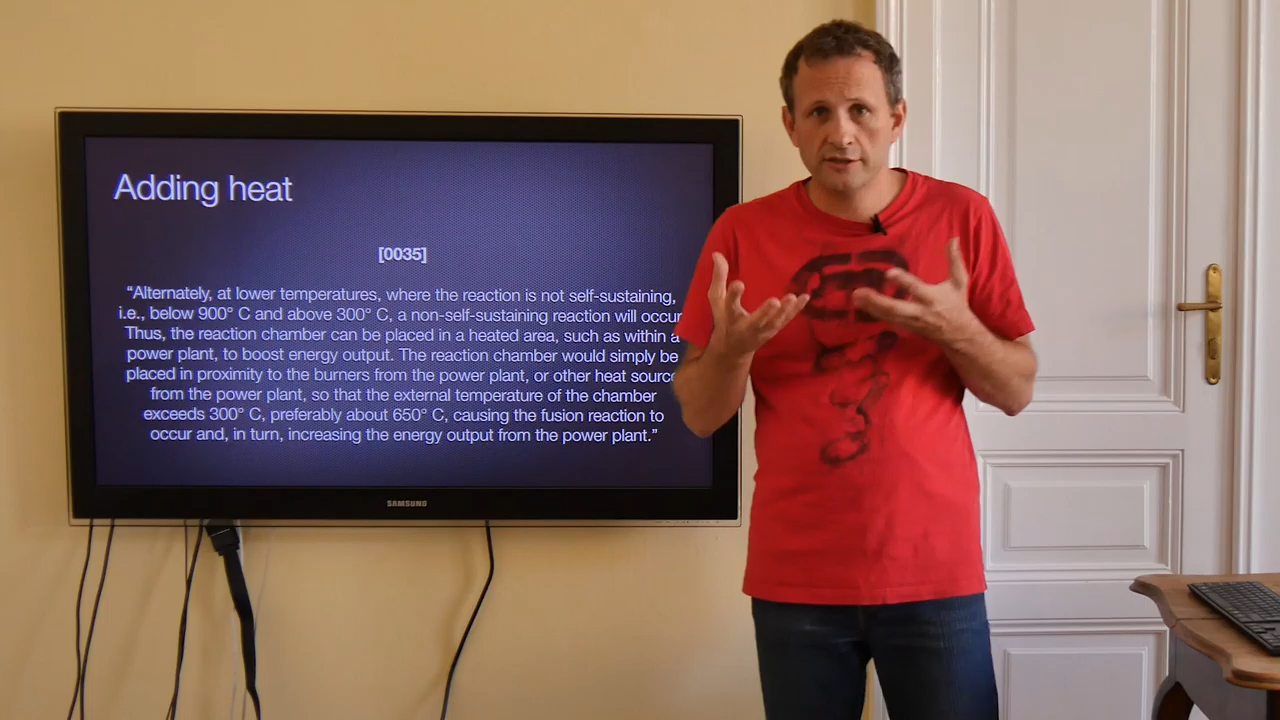 Adding heat
[0035]
“Alternately, at lower temperatures, where the reaction is not self-sustaining,
i.e., below 900° C and above 300° C, a non-self-sustaining reaction will occur
Thus, the reaction chamber can be placed in a heated area, such as within a
power plant, to boost energy output. The reaction chamber would simply be
placed in proximity to the burners from the power plant, or other heat source
from the power plant, so that the external temperature of the chamber
exceeds 300° C, preferably about 650° C, causing the fusion reaction to
occur and, in turn, increasing the energy output from the power plant.”
SAMSUNG